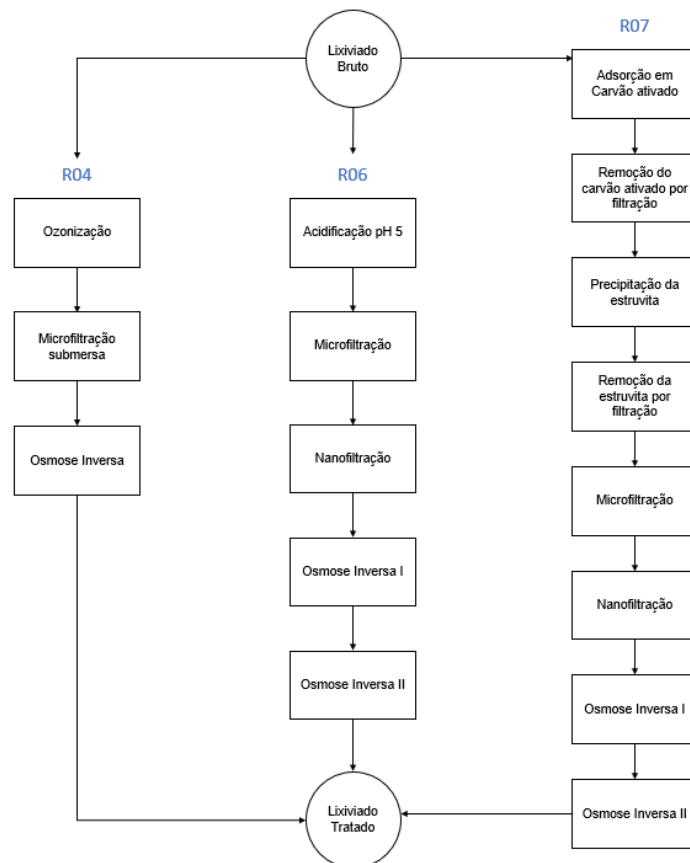 Lixiviado
Bruto
R04
Ozonização
Microfiltração
submersa
Osmose Inversa
R06
Acidificação pH 5
Microfiltração
Nanofiltração
Osmose Inversa I
Osmose Inversa II
R07
Adsorção em
Carvão ativado
Remoção do
carvão ativado por
filtração
Precipitação da
estruvita
Remoção da
estruvita por
filtração
Microfiltração
Nanofiltração
Osmose Inversa I
Osmose Inversa II
Lixiviado
Tratado